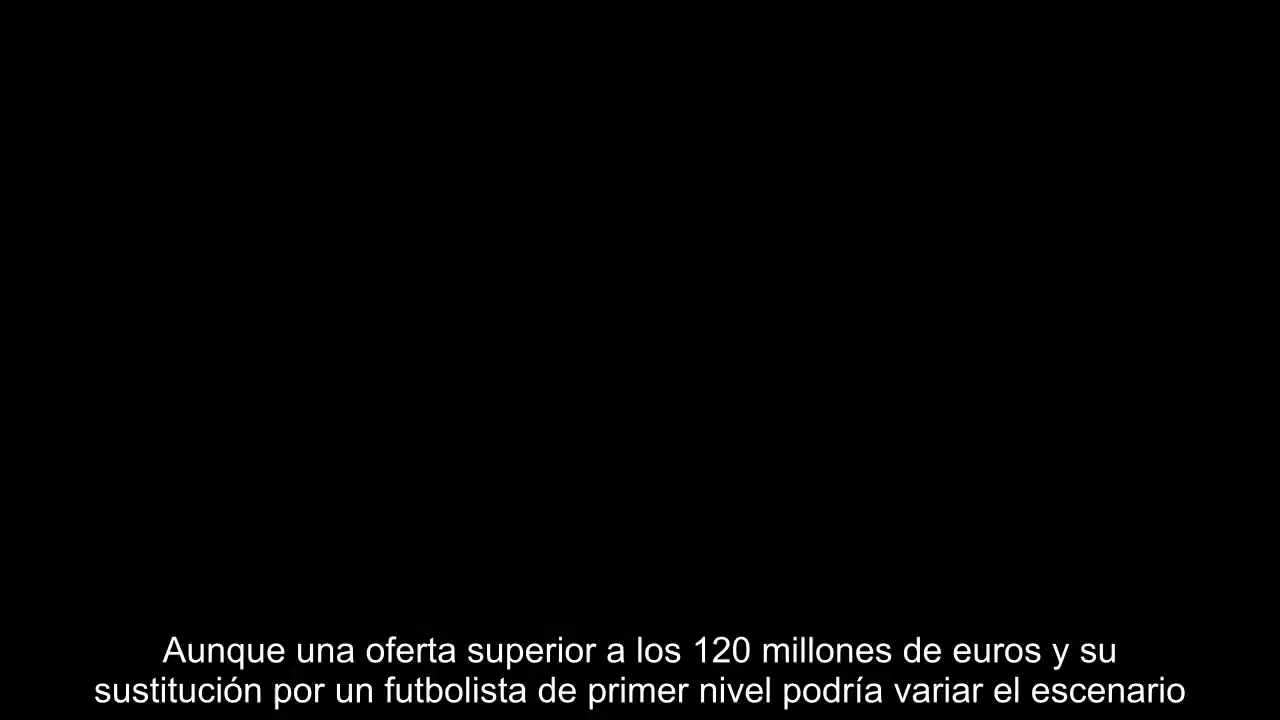 Aunque una oferta superior a los 120 millones de euros y su
sustitución por un futbolista de primer nivel podría variar el escenario